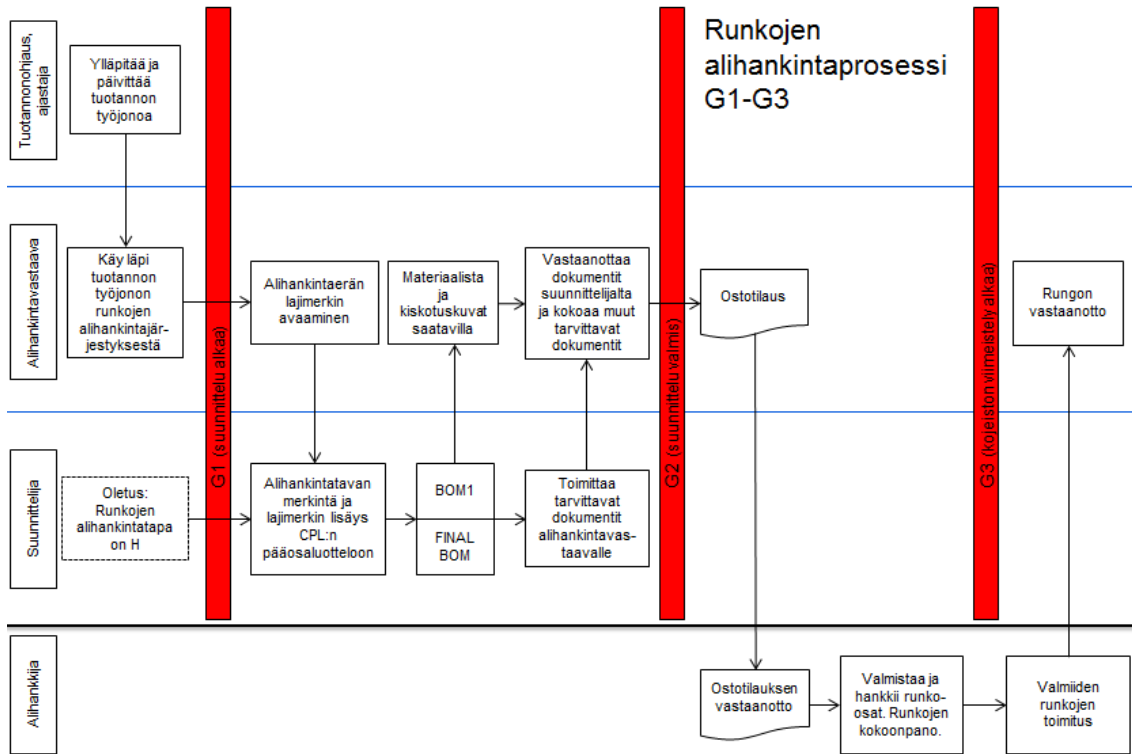 Runkojen
alihankintaprosessi
G1-G3
Tuotannonohjaus,
ajastaja
Ylläpitää ja
päivittää
tuotannon
työjonoa
Alihankintavastaava
Käy läpi
tuotannon
työjonon
runkojen
alihankintajär-
jestyksestä
G1 (suunnittelu alkaa)
Alihankintaerän
lajimerkin
avaaminen
Materiaalista
ja
kiskotuskuvat
saatavilla
Vastaanottaa
dokumentit
suunnittelijalta
ja kokoaa muut
tarvittavat
dokumentit
G2 (suunnittelu valmis)
Ostotilaus
G3 (kojeiston viimeistely alkaa)
Rungon
vastaanotto
Suunnittelija
Oletus:
Runkojen
alihankintatapa
on H
Alihankintatavan
merkintä ja
lajimerkin lisäys
CPL:n
pääosaluotteloon
BOM1
FINAL
BOM
Toimittaa
tarvittavat
dokumentit
alihankintavas-
taavalle
Alihankkija
Ostotilauksen
vastaanotto
Valmistaa ja
hankkii runko-
osat. Runkojen
kokoonpano.
Valmiiden
runkojen
toimitus